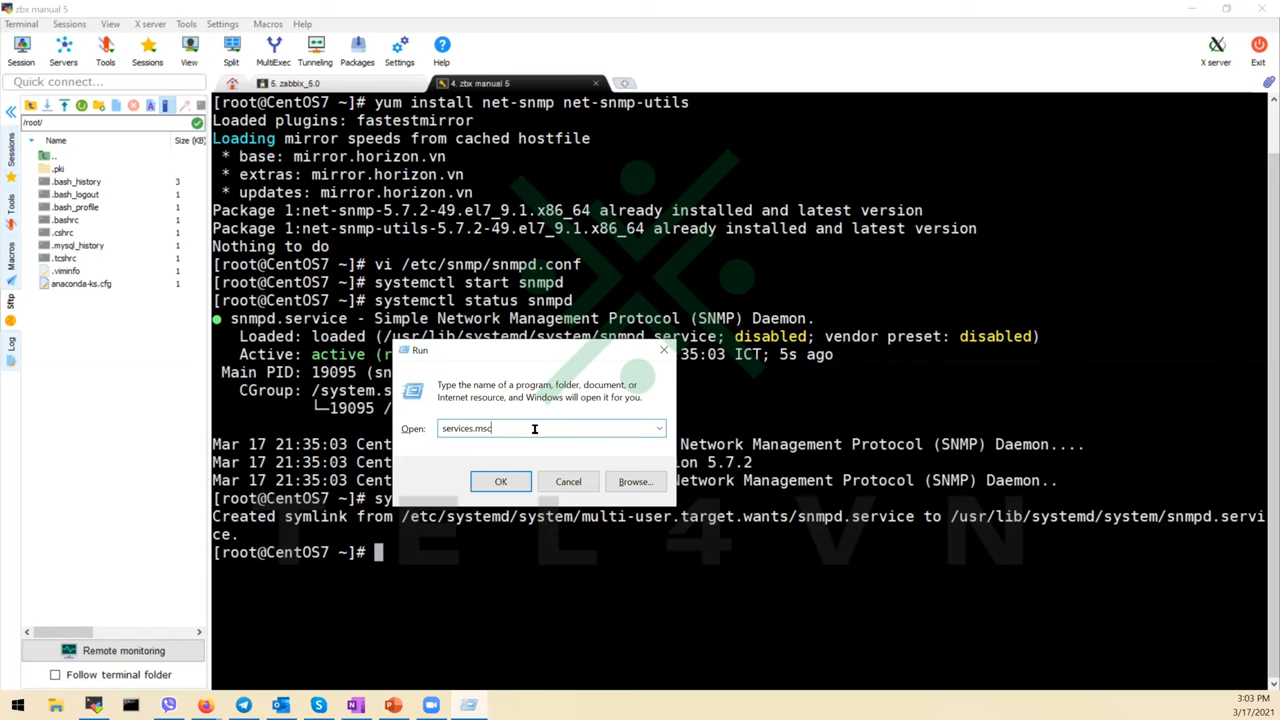 zbx manual 5
Terminal Sessions View X server Tools Settings Macros Help
Session Servers Tools Sessions View Split MultiExec Tunneling Packages Settings Help X server Exit
Quick connect...
6. zabbix_5.0
4. zbx manual 5
/root/
Name Size (KB)
..
.pki
.bash_history 3
.bash_logout 1
.bash_profile 1
.bashrc 1
.cshrc 1
.mysql_history 1
.tcshrc 1
.viminfo 1
anaconda-ks.cfg 1
Sessions
Tools
Macros
Sftp
Log
Remote monitoring
Follow terminal folder
[root@CentOS7 ~]# yum install net-snmp net-snmp-utils
Loaded plugins: fastestmirror
Loading mirror speeds from cached hostfile
* base: mirror.horizon.vn
* extras: mirror.horizon.vn
* updates: mirror.horizon.vn
Package 1:net-snmp-5.7.2-49.el7_9.1.x86_64 already installed and latest version
Package 1:net-snmp-utils-5.7.2-49.el7_9.1.x86_64 already installed and latest version
Nothing to do
[root@CentOS7 ~]# vi /etc/snmp/snmpd.conf
[root@CentOS7 ~]# systemctl start snmpd
[root@CentOS7 ~]# systemctl status snmpd
● snmpd.service - Simple Network Management Protocol (SNMP) Daemon.
Loaded: loaded (/usr/lib/systemd/system/snmpd.service; disabled; vendor preset: disabled)
Active: active (r :35:03 ICT; 5s ago
Main PID: 19095 (sn
CGroup: /system.s
└─19095 /
Mar 17 21:35:03 Cent Network Management Protocol (SNMP) Daemon....
Mar 17 21:35:03 Cent ion 5.7.2
Mar 17 21:35:03 Cent Network Management Protocol (SNMP) Daemon..
[root@CentOS7 ~]# sy
Created symlink from /etc/systemd/system/multi-user.target.wants/snmpd.service to /usr/lib/systemd/system/snmpd.servi
ce.
[root@CentOS7 ~]#
Run
Type the name of a program, folder, document, or
Internet resource, and Windows will open it for you.
Open: services.msc
OK Cancel Browse...
TEL4VN
3:03 PM
3/17/2021